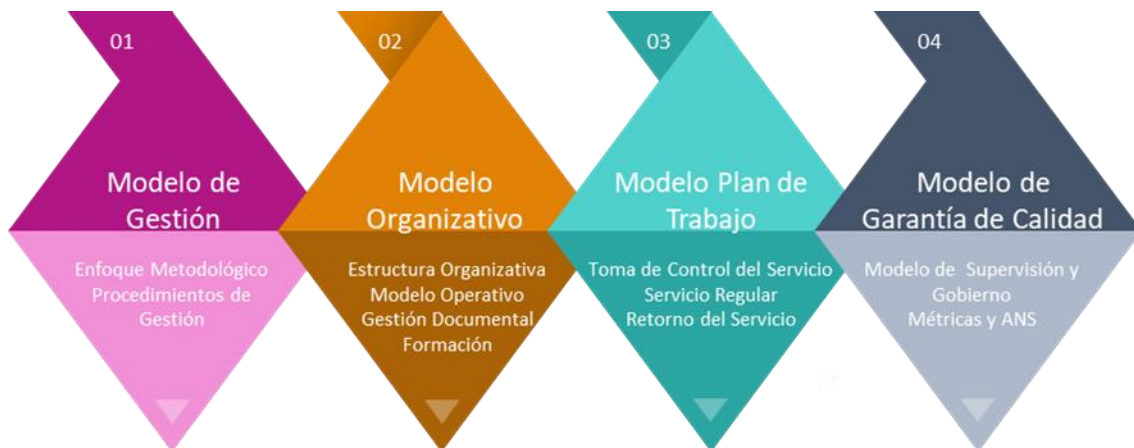 01
Modelo de
Gestión
Enfoque Metodológico
Procedimientos de
Gestión
02
Modelo
Organizativo
Estructura Organizativa
Modelo Operativo
Gestión Documental
Formación
03
Modelo Plan de
Trabajo
Toma de Control del Servicio
Servicio Regular
Retorno del Servicio
04
Modelo de
Garantía de Calidad
Modelo de Supervisión y
Gobierno
Métricas y ANS